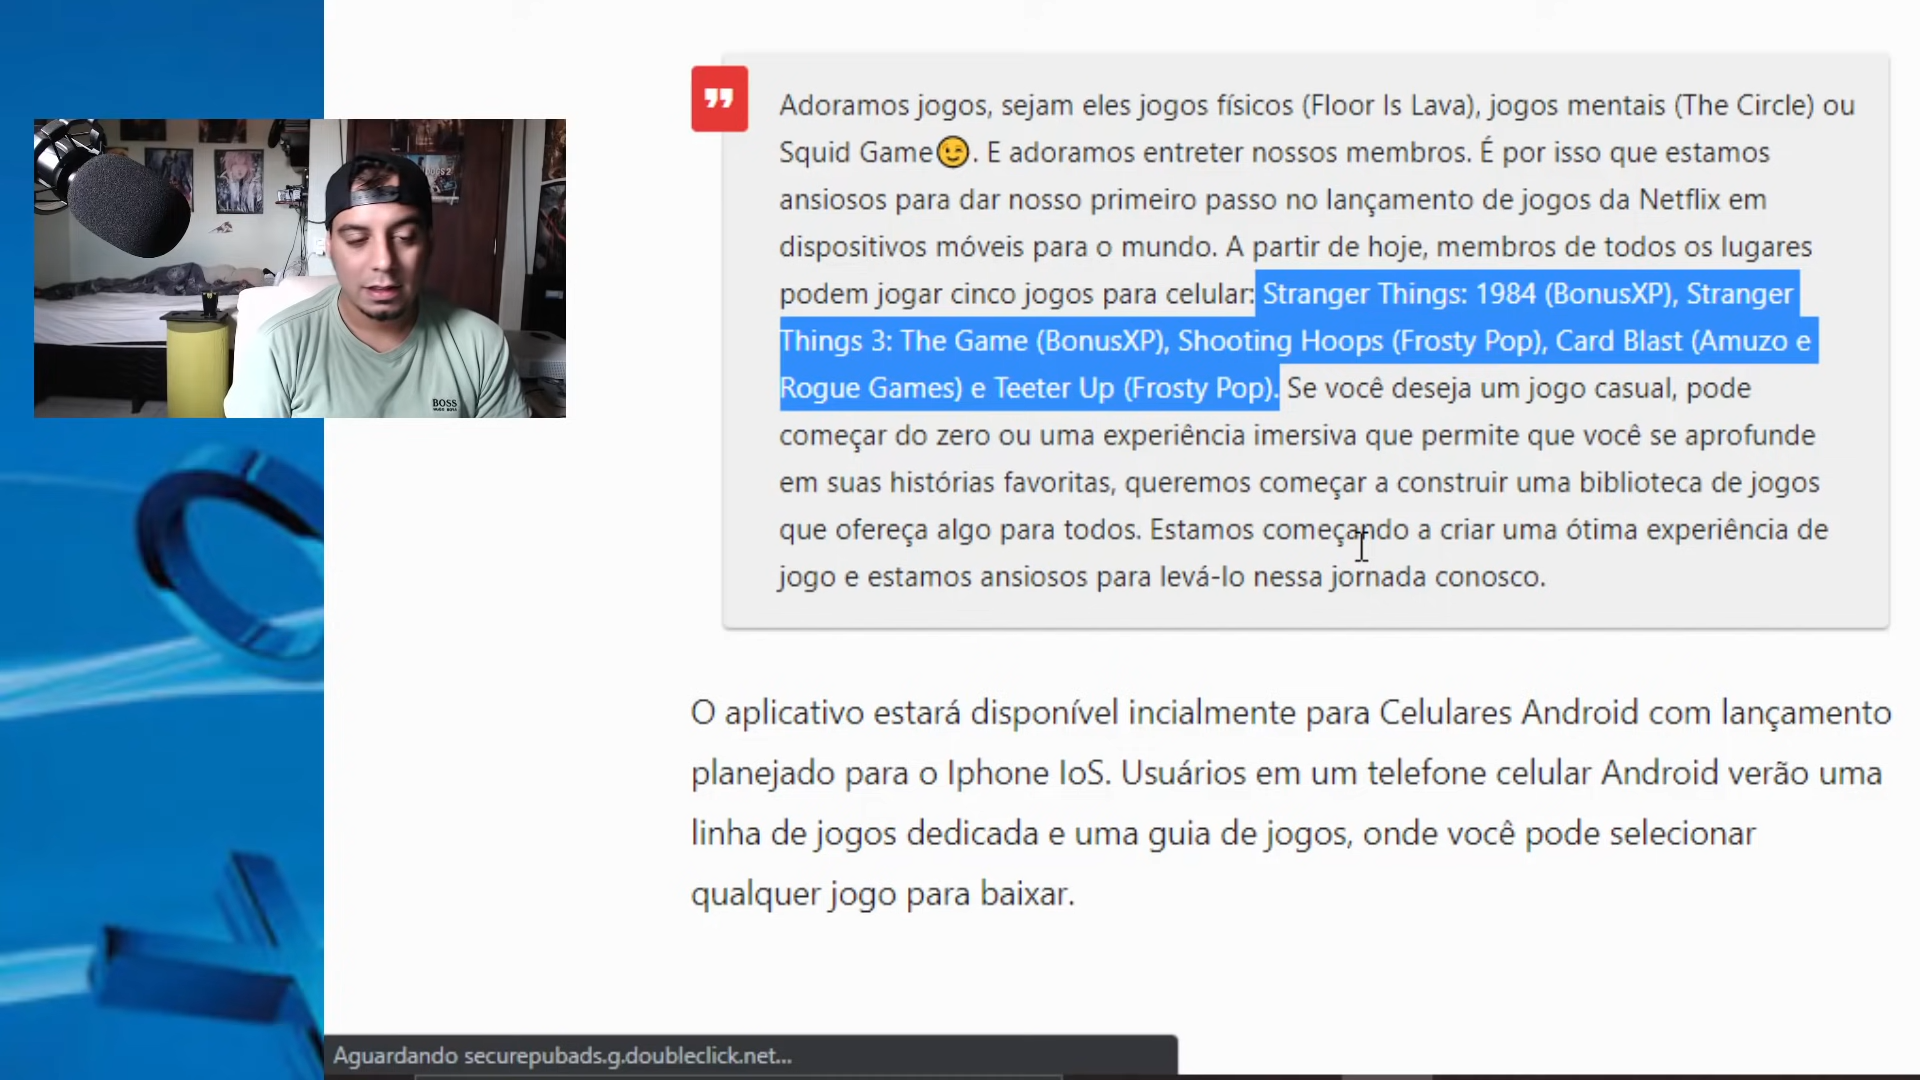 Adoramos jogos, sejam eles jogos físicos (Floor Is Lava), jogos mentais (The Circle) ou
Squid Game😉. E adoramos entreter nossos membros. É por isso que estamos
ansiosos para dar nosso primeiro passo no lançamento de jogos da Netflix em
dispositivos móveis para o mundo. A partir de hoje, membros de todos os lugares
podem jogar cinco jogos para celular: Stranger Things: 1984 (BonusXP), Stranger
Things 3: The Game (BonusXP), Shooting Hoops (Frosty Pop), Card Blast (Amuzo e
Rogue Games) e Teeter Up (Frosty Pop). Se você deseja um jogo casual, pode
começar do zero ou uma experiência imersiva que permite que você se aprofunde
em suas histórias favoritas, queremos começar a construir uma biblioteca de jogos
que ofereça algo para todos. Estamos começando a criar uma ótima experiência de
jogo e estamos ansiosos para levá-lo nessa jornada conosco.
BOSS
O aplicativo estará disponível incialmente para Celulares Android com lançamento
planejado para o Iphone IoS. Usuários em um telefone celular Android verão uma
linha de jogos dedicada e uma guia de jogos, onde você pode selecionar
qualquer jogo para baixar.
Aguardando securepubads.g.doubleclick.net...